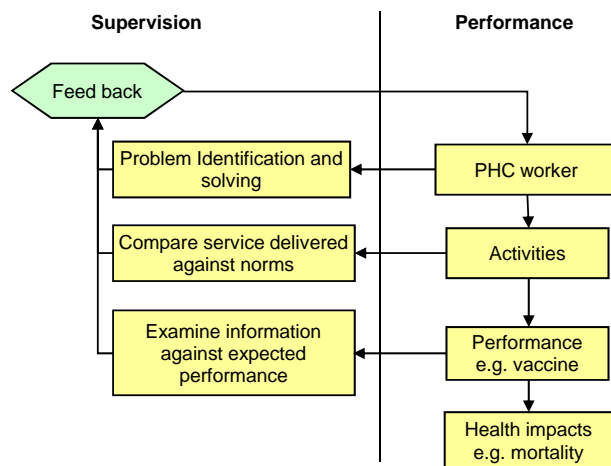 Supervision
Performance
Feed back
Problem Identification and
solving
PHC worker
Compare service delivered
against norms
Activities
Examine information
against expected
performance
Performance
e.g. vaccine
Health impacts
e.g. mortality